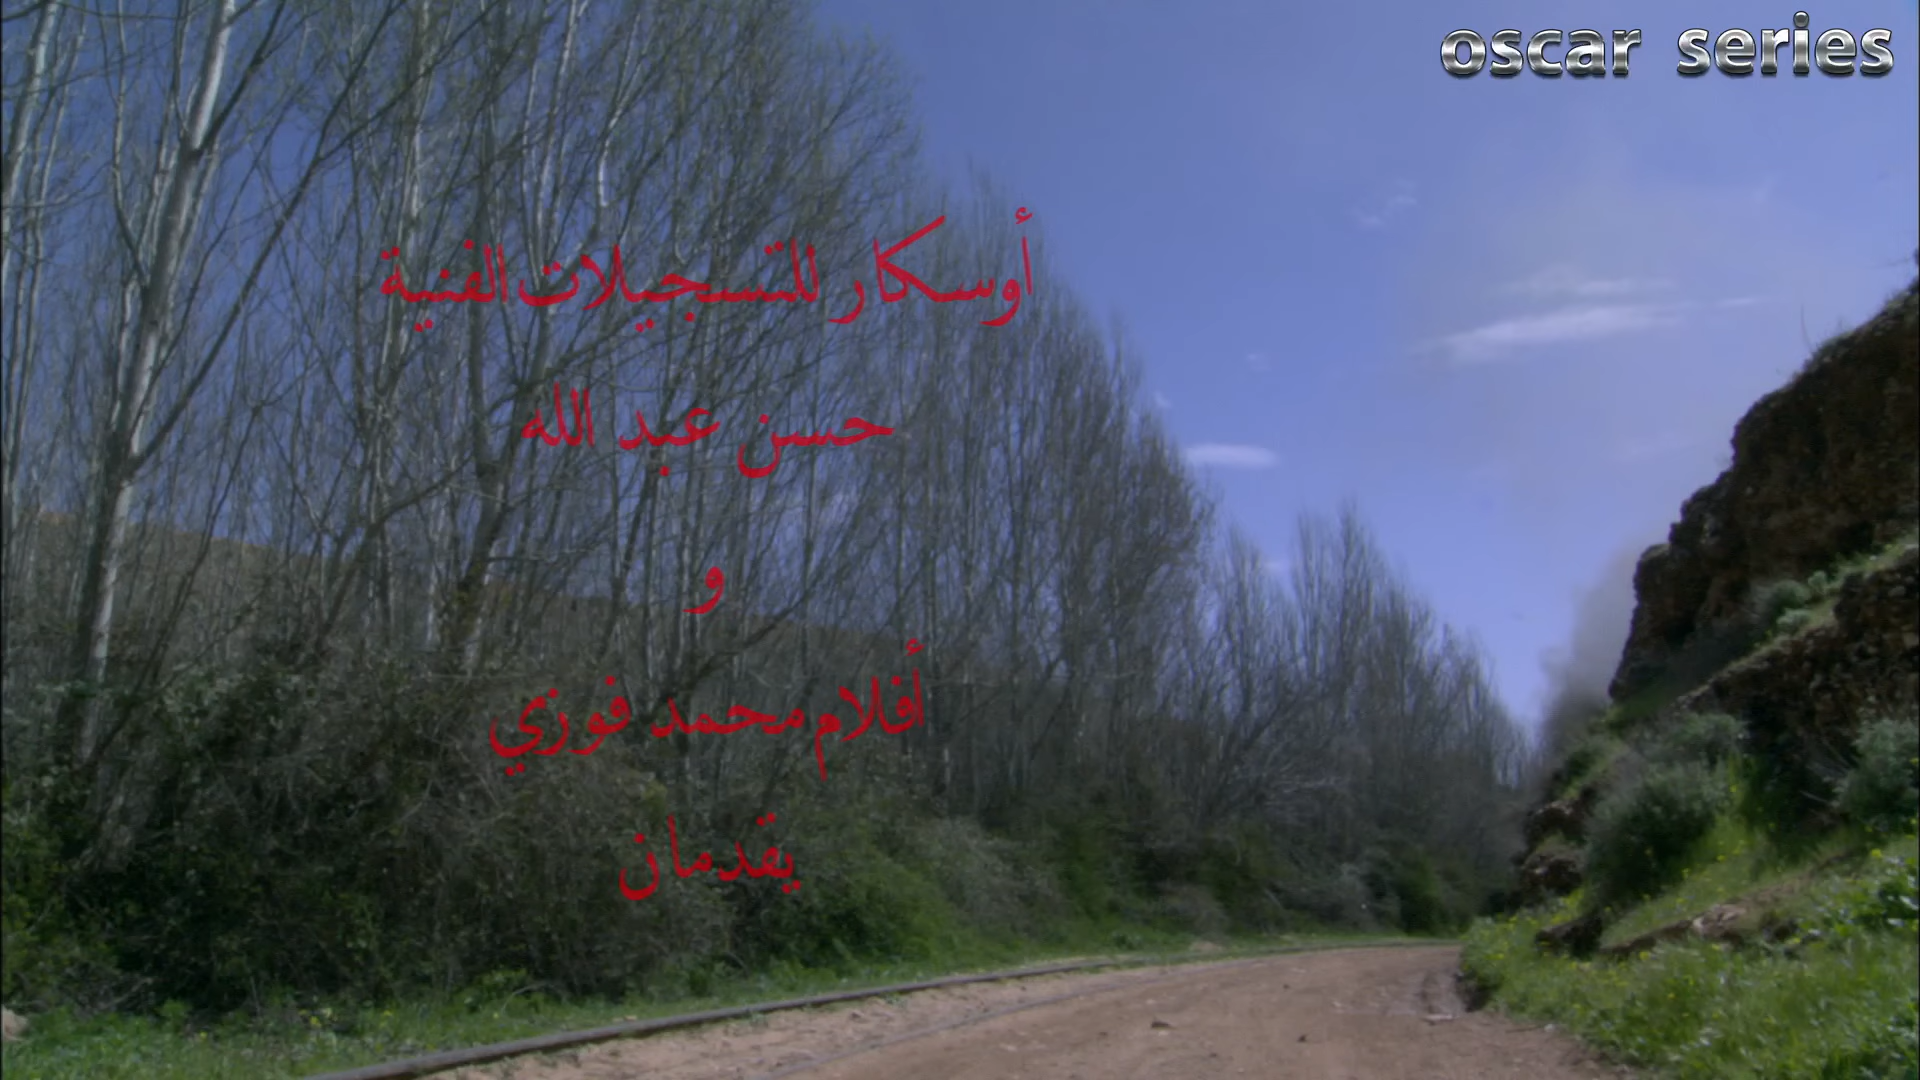 oscar series
أوسكار للتسجيلات الفنية
حسن عبد الله
و
أفلام محمد فوزي
يقدمان